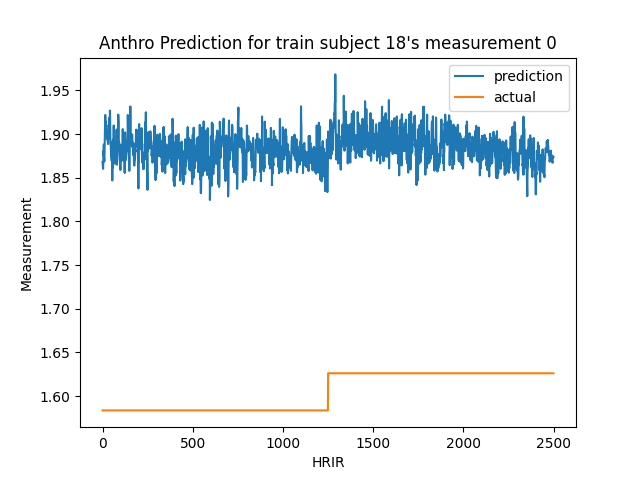 Anthro Prediction for train subject 18's measurement 0
prediction
actual
1.95
1.90
1.85
1.80
1.75
1.70
1.65
1.60
Measurement
0
500
1000
1500
2000
2500
HRIR